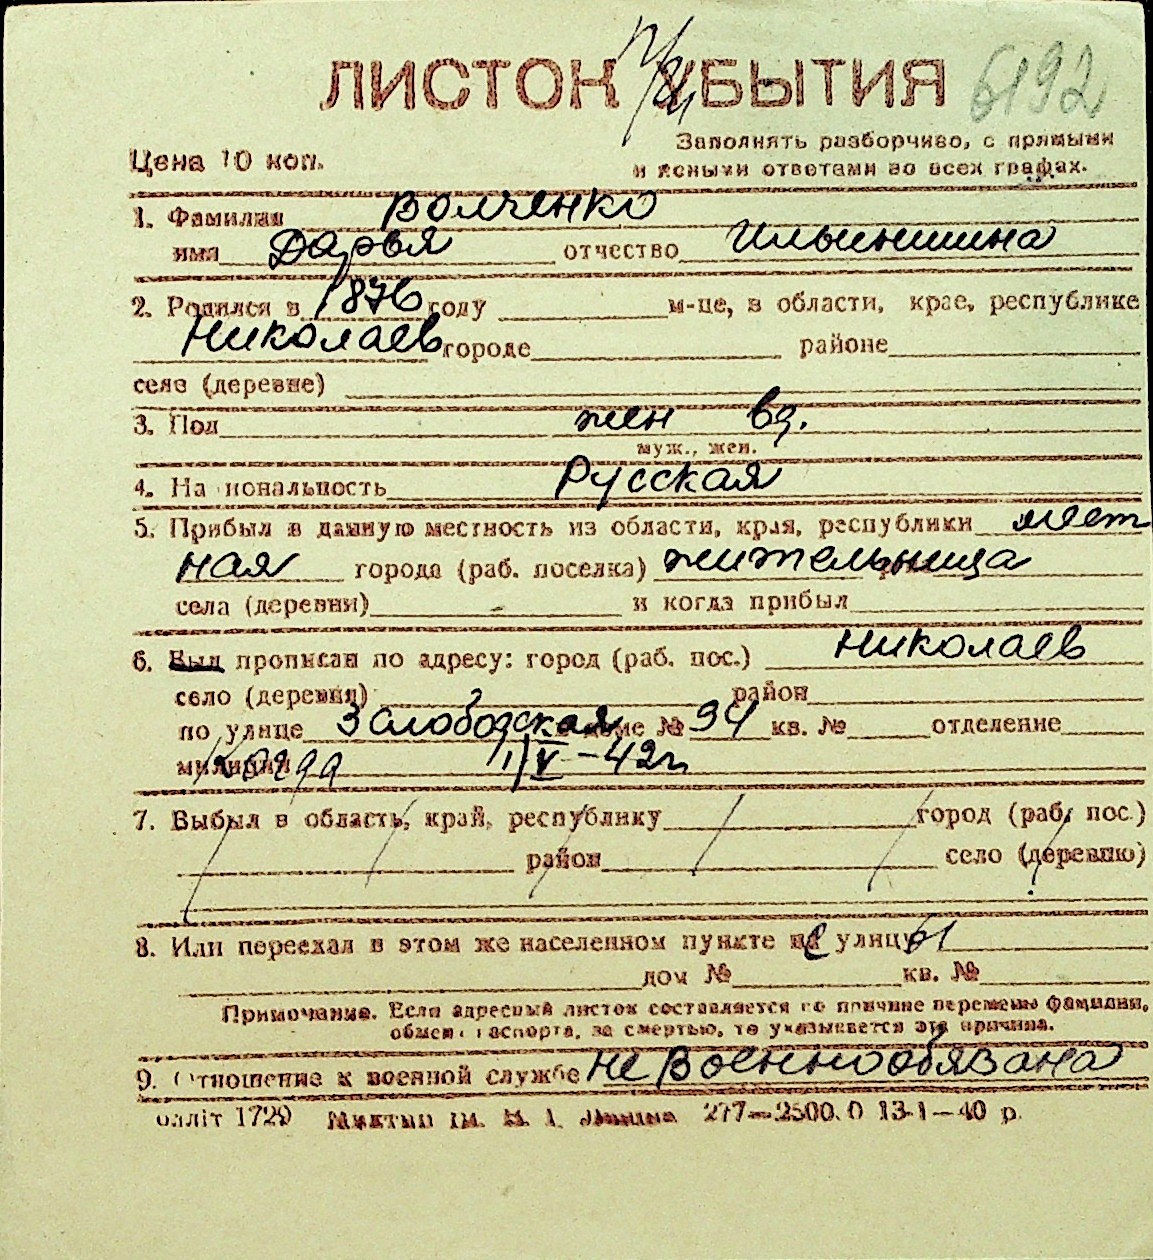 ЛИСТОК УБЫТИЯ 6192
Цена 10 коп.
Заполнять разборчиво, с прямыми
и ясными ответами во всех графах.
1. Фамилия Волченко
имя Дарья отчество Ильинишна
2. Родился в 1876 году м-це, в области, крае, республике
Николаев городе районе
селе (деревне)
3. Пол жен вд.
муж., жен.
4. Национальность Русская
5. Прибыл в данную местность из области, края, республики мест
ная города (раб. поселка) жительница
села (деревни) - и когда прибыл
6. Был прописан по адресу: город (раб. пос.) Николаев
село (деревня) район
по улице 3 Слободская в доме № 94 кв. № отделение
милиции когда 1/V-42г.
7. Выбыл в область, край, республику город (раб. пос.)
район село (деревню)
8. Или переехал в этом же населенном пункте с улицы
дом № кв. №
Примечание. Если адресный листок составляется по причине перемены фамилии,
обмена паспорта, за смертью, то указывается эта причина.
9. Отношение к военной службе не военнообязана
облліт 1729 277—2500.0 13-1—40 р.